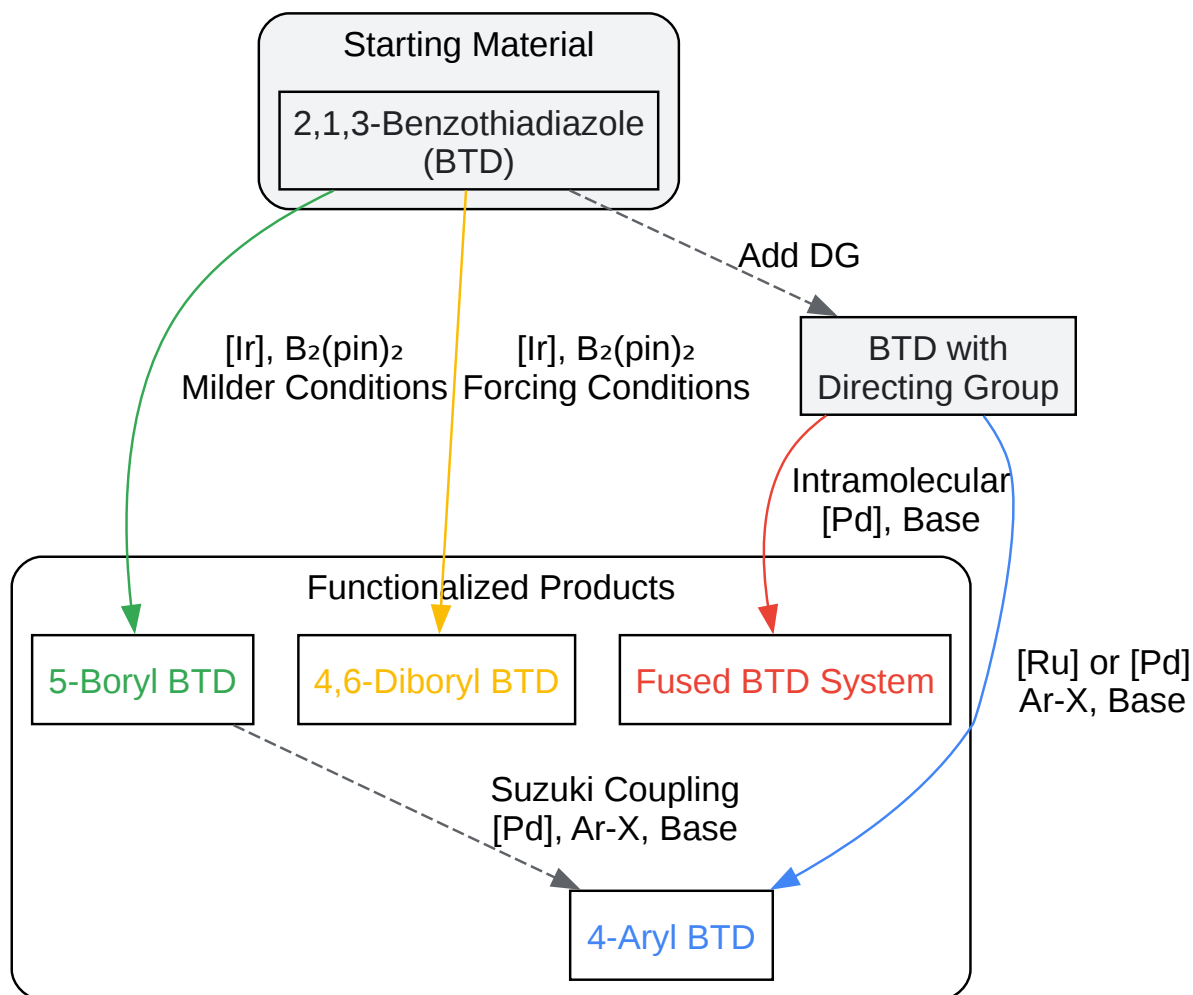 Starting Material
2,1,3-Benzothiadiazole
(BTD)
Add DG
[Ir], B₂(pin)₂
Milder Conditions
[Ir], B₂(pin)₂
Forcing Conditions
BTD with
Directing Group
Intramolecular
[Pd], Base
Functionalized Products
5-Boryl BTD
4,6-Diboryl BTD
Fused BTD System
[Ru] or [Pd]
Ar-X, Base
Suzuki Coupling
[Pd], Ar-X, Base
4-Aryl BTD